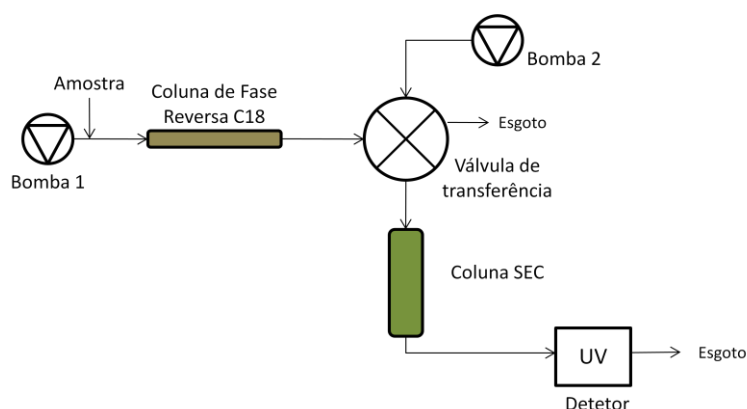 Bomba 2
Amostra
Coluna de Fase
Reversa C18
Esgoto
Bomba 1
Válvula de
transferência
Coluna SEC
UV
Esgoto
Detetor